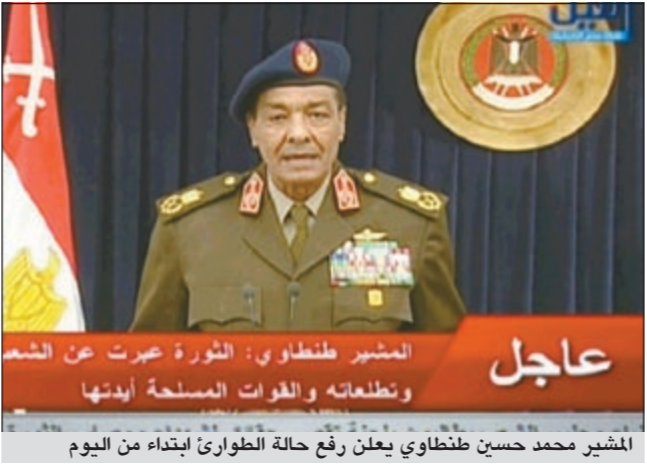 عاجل
المشير طنطاوي: الثورة عبرت عن الشعب
وتطلعاته والقوات المسلحة أيدتها
المشير محمد حسين طنطاوي يعلن رفع حالة الطوارئ ابتداء من اليوم